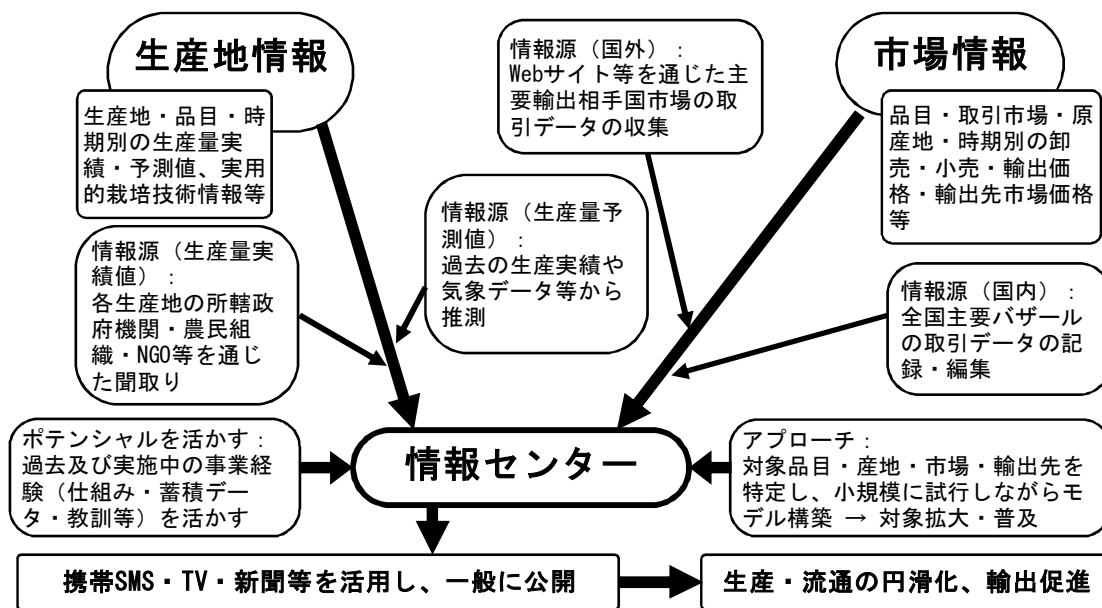 生産地情報
生産地・品目・時
期別の生産量実
績・予測値、実用
的栽培技術情報等
情報源（国外）：
Webサイト等を通じた主
要輸出相手国市場の取
引データの収集
市場情報
品目・取引市場・原
産地・時期別の卸
売・小売・輸出価
格・輸出先市場価格
等
情報源（生産量実
績値）：
各生産地の所轄政
府機関・農民組
織・NGO等を通じ
た聞取り
情報源（生産量予
測値）：
過去の生産実績や
気象データ等から
推測
情報源（国内）：
全国主要バザール
の取引データの記
録・編集
ポテンシャルを活かす：
過去及び実施中の事業経
験（仕組み・蓄積デー
タ・教訓等）を活かす
情報センター
アプローチ：
対象品目・産地・市場・輸出先を
特定し、小規模に試行しながらモ
デル構築 → 対象拡大・普及
携帯SMS・TV・新聞等を活用し、一般に公開
生産・流通の円滑化、輸出促進